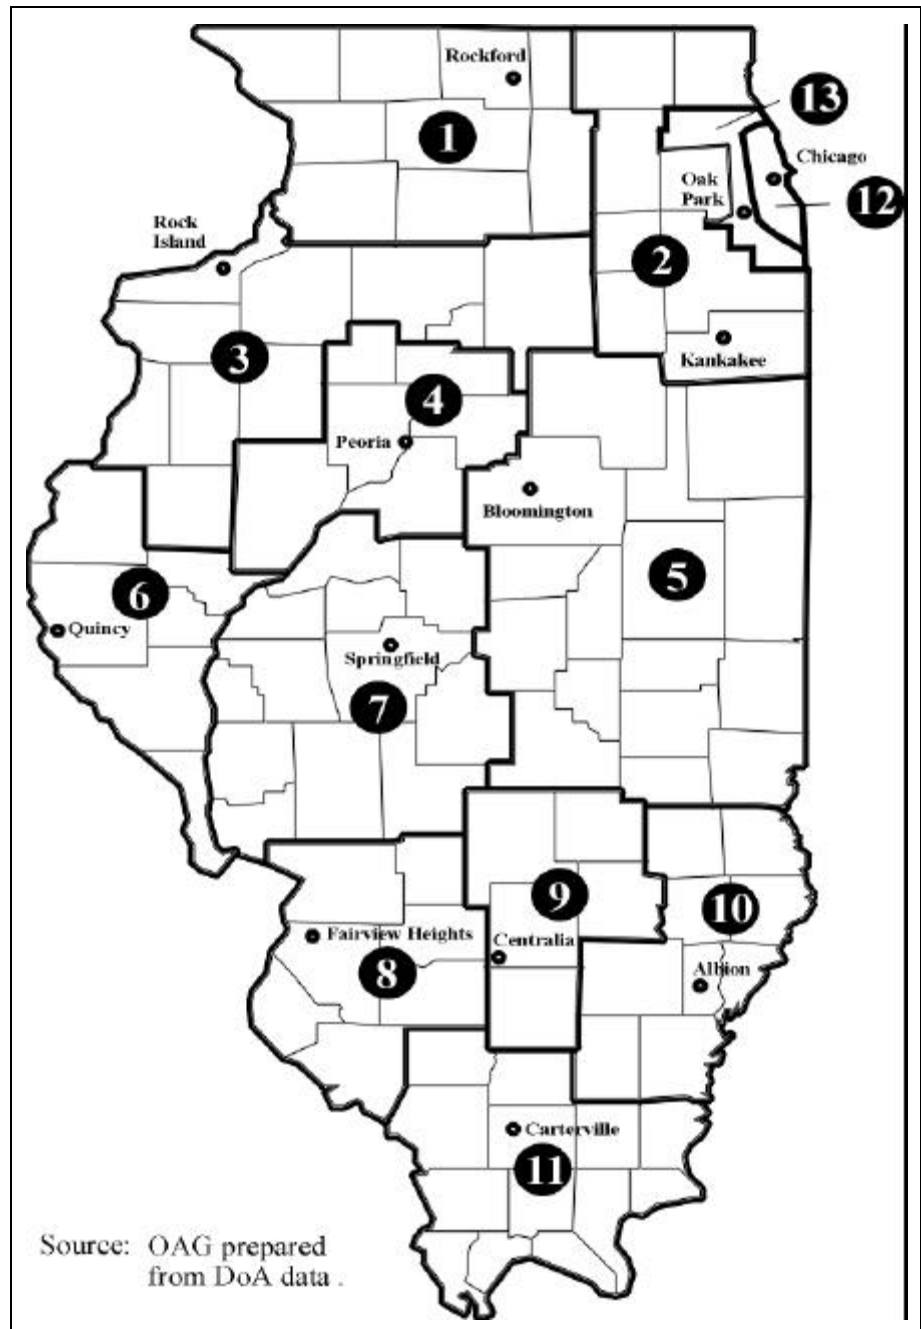 Rockford
13
1
Chicago
Oak
Park
12
Rock
Island
2
3
Kankakee
4
Peoria
Bloomington
5
6
Quincy
Springfield
7
9
10
Fairview Heights
Centralia
8
Albion
Carterville
11
Source: OAG prepared
from DoA data .